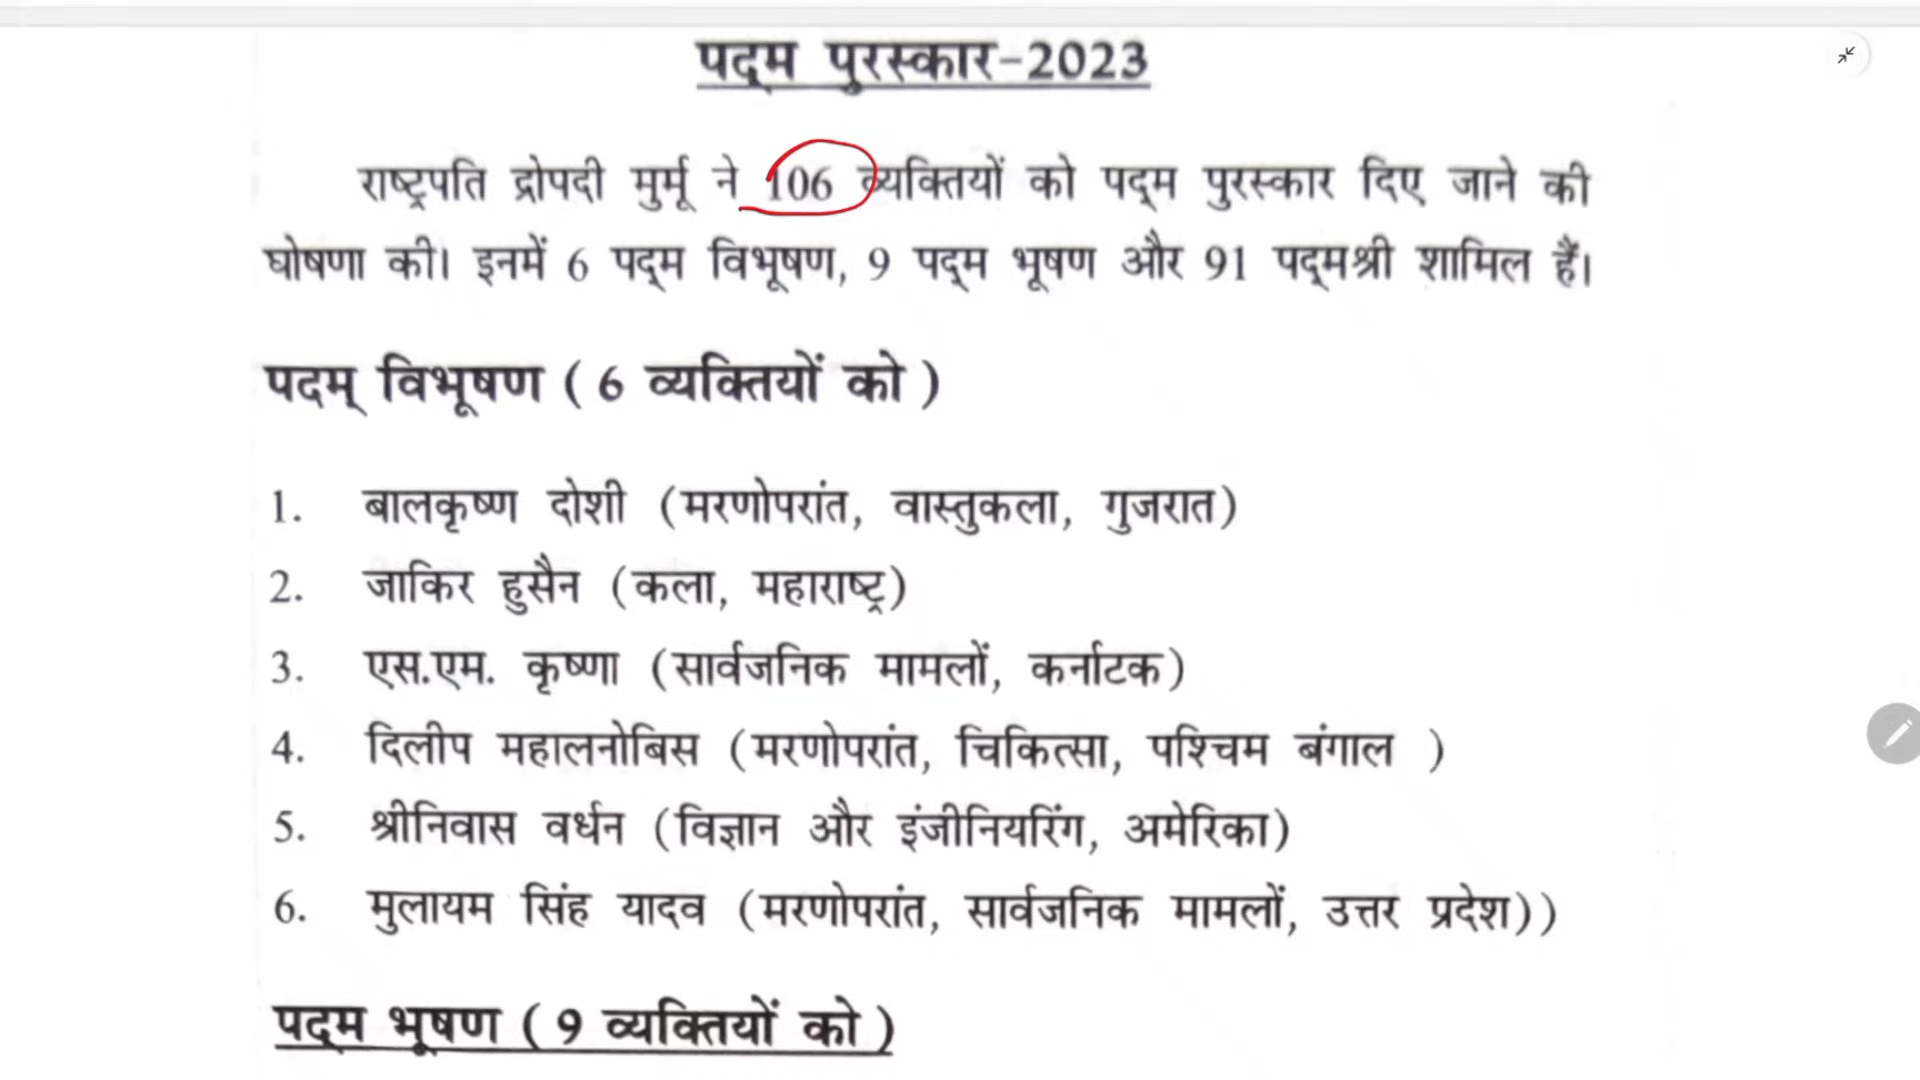 पद्म पुरस्कार-2023
राष्ट्रपति द्रोपदी मुर्मू ने 106 व्यक्तियों को पद्म पुरस्कार दिए जाने की
घोषणा की। इनमें 6 पद्म विभूषण, 9 पद्म भूषण और 91 पद्मश्री शामिल हैं।
पदम् विभूषण ( 6 व्यक्तियों को )
1. बालकृष्ण दोशी (मरणोपरांत, वास्तुकला, गुजरात)
2. जाकिर हुसैन (कला, महाराष्ट्र)
3. एस.एम. कृष्णा (सार्वजनिक मामलों, कर्नाटक)
4. दिलीप महालनोबिस (मरणोपरांत, चिकित्सा, पश्चिम बंगाल )
5. श्रीनिवास वर्धन (विज्ञान और इंजीनियरिंग, अमेरिका)
6. मुलायम सिंह यादव (मरणोपरांत, सार्वजनिक मामलों, उत्तर प्रदेश))
पद्म भूषण ( 9 व्यक्तियों को )